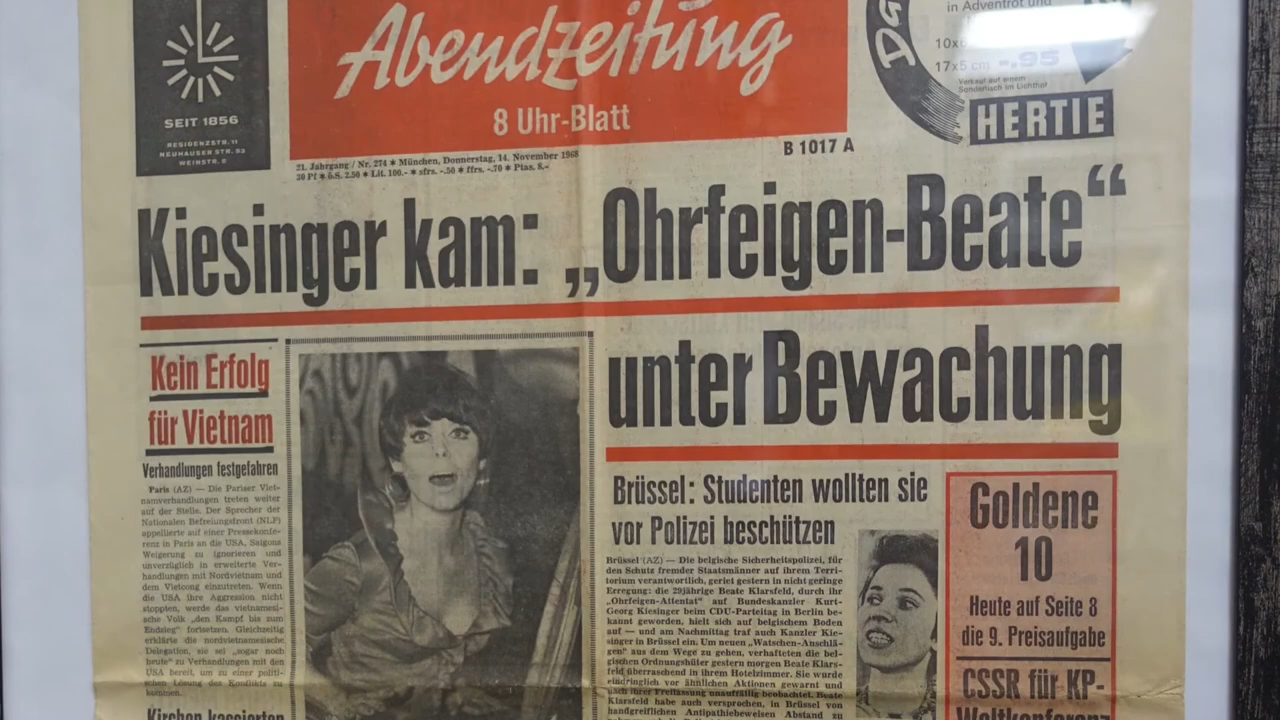 SEIT 1856
RESIDENZSTR. 11
NEUHAUSER STR. 33
WEINSTR. 6
Abendzeitung
8 Uhr-Blatt
in Adventrot und
17x5 cm -.95
Verkauf auf einem
Sondertisch im Lichthof
HERTIE
21. Jahrgang / Nr. 274 * München, Donnerstag, 14. November 1968
30 Pf * ö.S. 2.50 * Lit. 100.- * sfrs. -.50 * ffrs. -.70 * Ptas. 8.-
B 1017 A
Kiesinger kam: „Ohrfeigen-Beate“
unter Bewachung
Kein Erfolg
für Vietnam
Verhandlungen festgefahren
Paris (AZ) — Die Pariser Viet-
namverhandlungen treten weiter
auf der Stelle. Der Sprecher der
Nationalen Befreiungsfront (NLF)
appellierte auf einer Pressekonfe-
renz in Paris an die USA, Saigons
Weigerung zu ignorieren und
unverzüglich in erweiterte Ver-
handlungen mit Nordvietnam und
dem Vietcong einzutreten. Wenn
die USA ihre Aggression nicht
stoppten, werde das vietnamesi-
sche Volk „den Kampf bis zum
Endsieg“ fortsetzen. Gleichzeitig
erklärte die nordvietnamesische
Delegation, sie sei „sogar noch
heute“ zu Verhandlungen mit den
USA bereit, um zu einer politi-
schen Lösung des Konflikts zu
kommen.
Kirchen kassierten
Brüssel: Studenten wollten sie
vor Polizei beschützen
Brüssel (AZ) — Die belgische Sicherheitspolizei, für
den Schutz fremder Staatsmänner auf ihrem Terri-
torium verantwortlich, geriet gestern in nicht geringe
Erregung: die 29jährige Beate Klarsfeld, durch ihr
„Ohrfeigen-Attentat“ auf Bundeskanzler Kurt-
Georg Kiesinger beim CDU-Parteitag in Berlin be-
kannt geworden, hielt sich auf belgischem Boden
auf — und am Nachmittag traf auch Kanzler Kie-
singer in Brüssel ein. Um neuen „Watschen-Anschlä-
gen“ aus dem Wege zu gehen, verhafteten die bel-
gischen Ordnungshüter gestern morgen Beate Klars-
feld überraschend in ihrem Hotelzimmer. Sie wurde
eindringlich vor ähnlichen Aktionen gewarnt und
nach ihrer Freilassung unauffällig beobachtet. Beate
Klarsfeld habe auch versprochen, in Brüssel von
handgreiflichen Antipathiebeweisen Abstand zu
Goldene
10
Heute auf Seite 8
die 9. Preisaufgabe
CSSR für KP-
Weltkonferenz